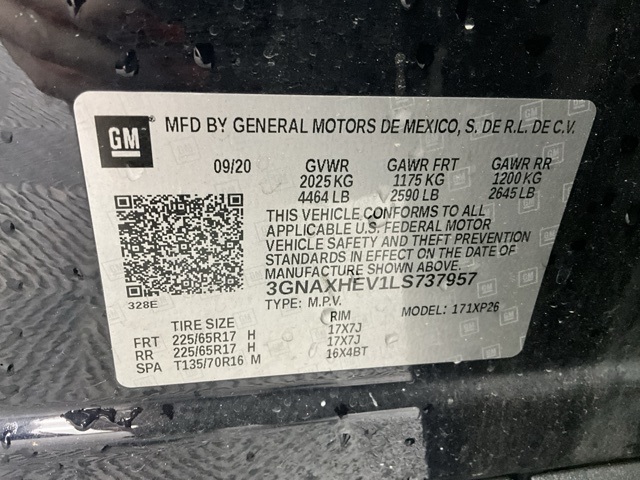 GM MFD BY GENERAL MOTORS DE MEXICO, S. DE R.L. DE C.V.
09/20 GVWR GAWR FRT GAWR RR
2025 KG 1175 KG 1200 KG
4464 LB 2590 LB 2645 LB
THIS VEHICLE CONFORMS TO ALL
APPLICABLE U.S. FEDERAL MOTOR
VEHICLE SAFETY AND THEFT PREVENTION
STANDARDS IN EFFECT ON THE DATE OF
MANUFACTURE SHOWN ABOVE.
3GNAXHEV1LS737957
328E
TYPE: M.P.V. MODEL: 171XP26
TIRE SIZE RIM
FRT 225/65R17 H 17X7J
RR 225/65R17 H 17X7J
SPA T135/70R16 M 16X4BT